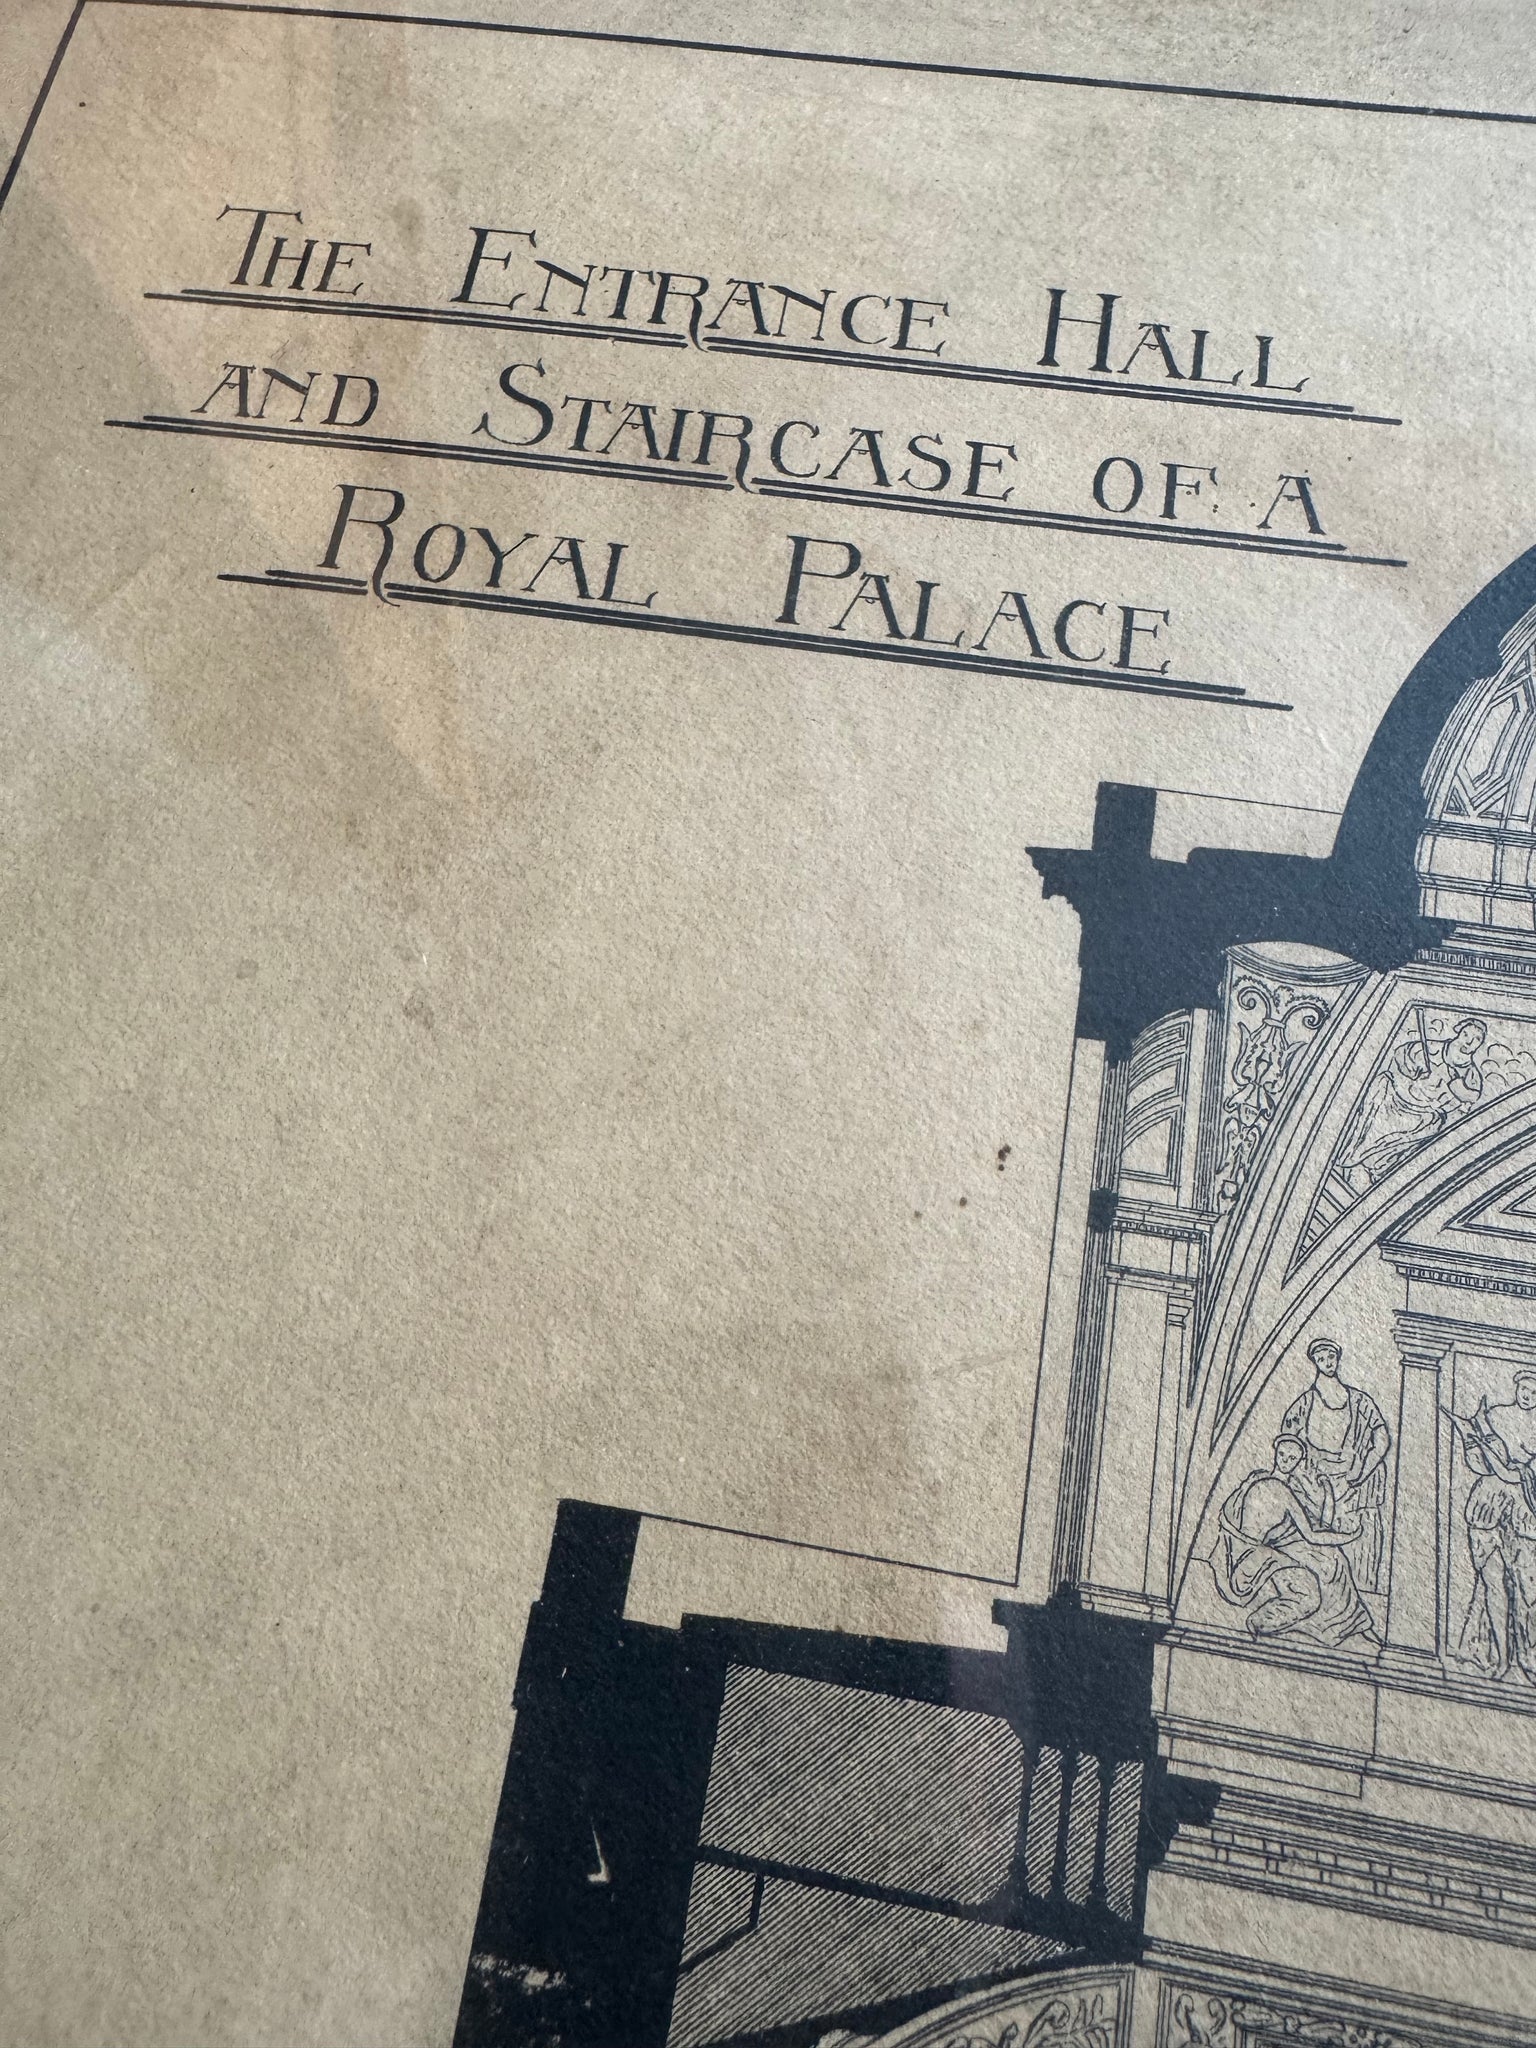 The Entrance Hall
and Staircase of a
Royal Palace